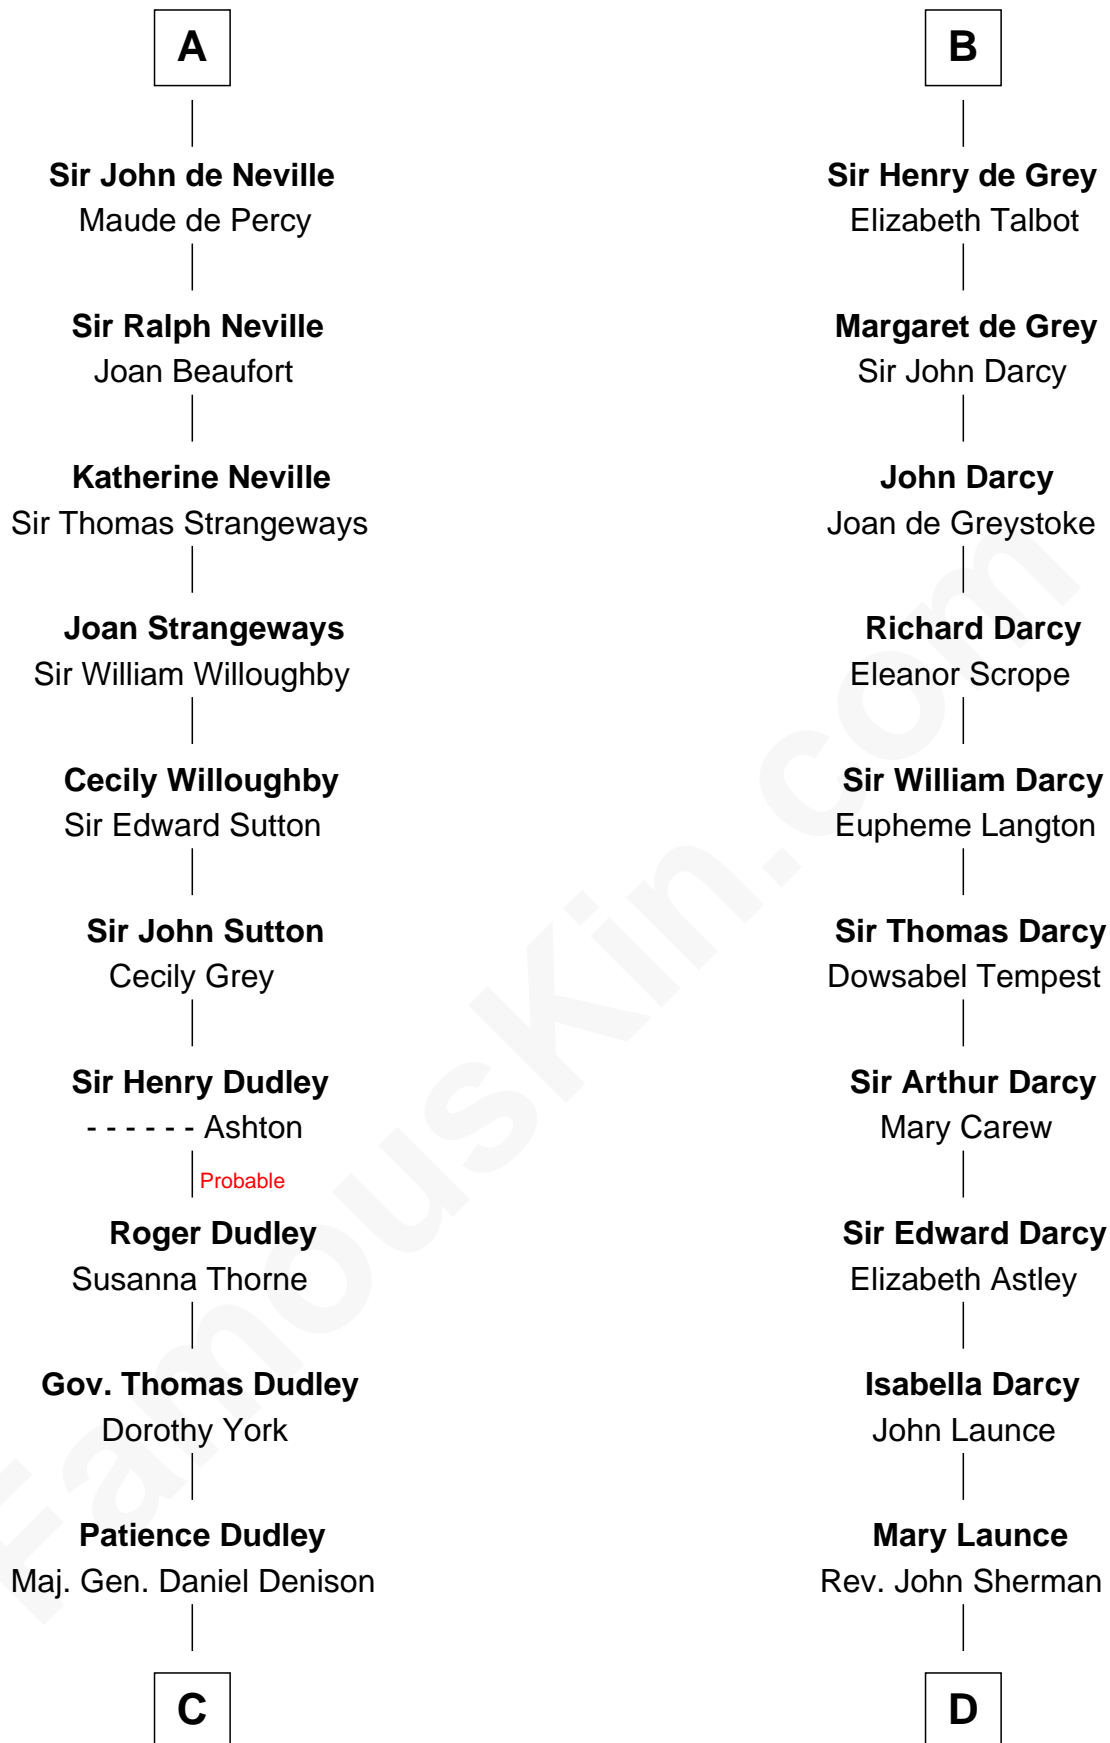 A
Sir John de Neville
Maude de Percy
Sir Ralph Neville
Joan Beaufort
Katherine Neville
Sir Thomas Strangeways
Joan Strangeways
Sir William Willoughby
Cecily Willoughby
Sir Edward Sutton
Sir John Sutton
Cecily Grey
Sir Henry Dudley
- - - - - - Ashton
Probable
Roger Dudley
Susanna Thorne
Gov. Thomas Dudley
Dorothy York
Patience Dudley
Maj. Gen. Daniel Denison
C
B
Sir Henry de Grey
Elizabeth Talbot
Margaret de Grey
Sir John Darcy
John Darcy
Joan de Greystoke
Richard Darcy
Eleanor Scrope
Sir William Darcy
Eupheme Langton
Sir Thomas Darcy
Dowsabel Tempest
Sir Arthur Darcy
Mary Carew
Sir Edward Darcy
Elizabeth Astley
Isabella Darcy
John Launce
Mary Launce
Rev. John Sherman
D
FamousKin.com